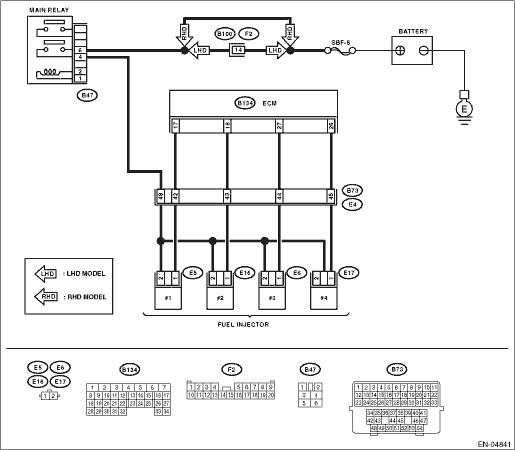 MAIN RELAY
B100 F2
RHD RHD
LHD 14 LHD
SBF-5
BATTERY
E
6
4
2
1
B47
B134 ECM
17 18 27 26
42 43 44 45
B73
E4
2 1 E5
2 1 E16
2 1 E6
2 1 E17
#1 #2 #3 #4
FUEL INJECTOR
LHD : LHD MODEL
RHD : RHD MODEL
E5 E6
E16 E17
1 2
B134
1 2 3 4 5 6 7
8 9 10 11 12 13 14 15 16 17
18 19 20 21 22 23 24 25 26 27
28 29 30 31 32 33 34
F2
1 2 3 4 5 6 7 8 9
10 11 12 13 14 15 16 17 18 19 20
B47
1 2
3 4
5 6
B73
1 2 3 4 5 6 7 8 9 10 11
12 13 14 15 16 17 18 19 20 21 22
23 24 25 26 27 28 29 30 31 32 33
34 35 36 37 38 39 40 41
42 43 44 45 46 47
48 49 50 51 52 53 54
EN-04841